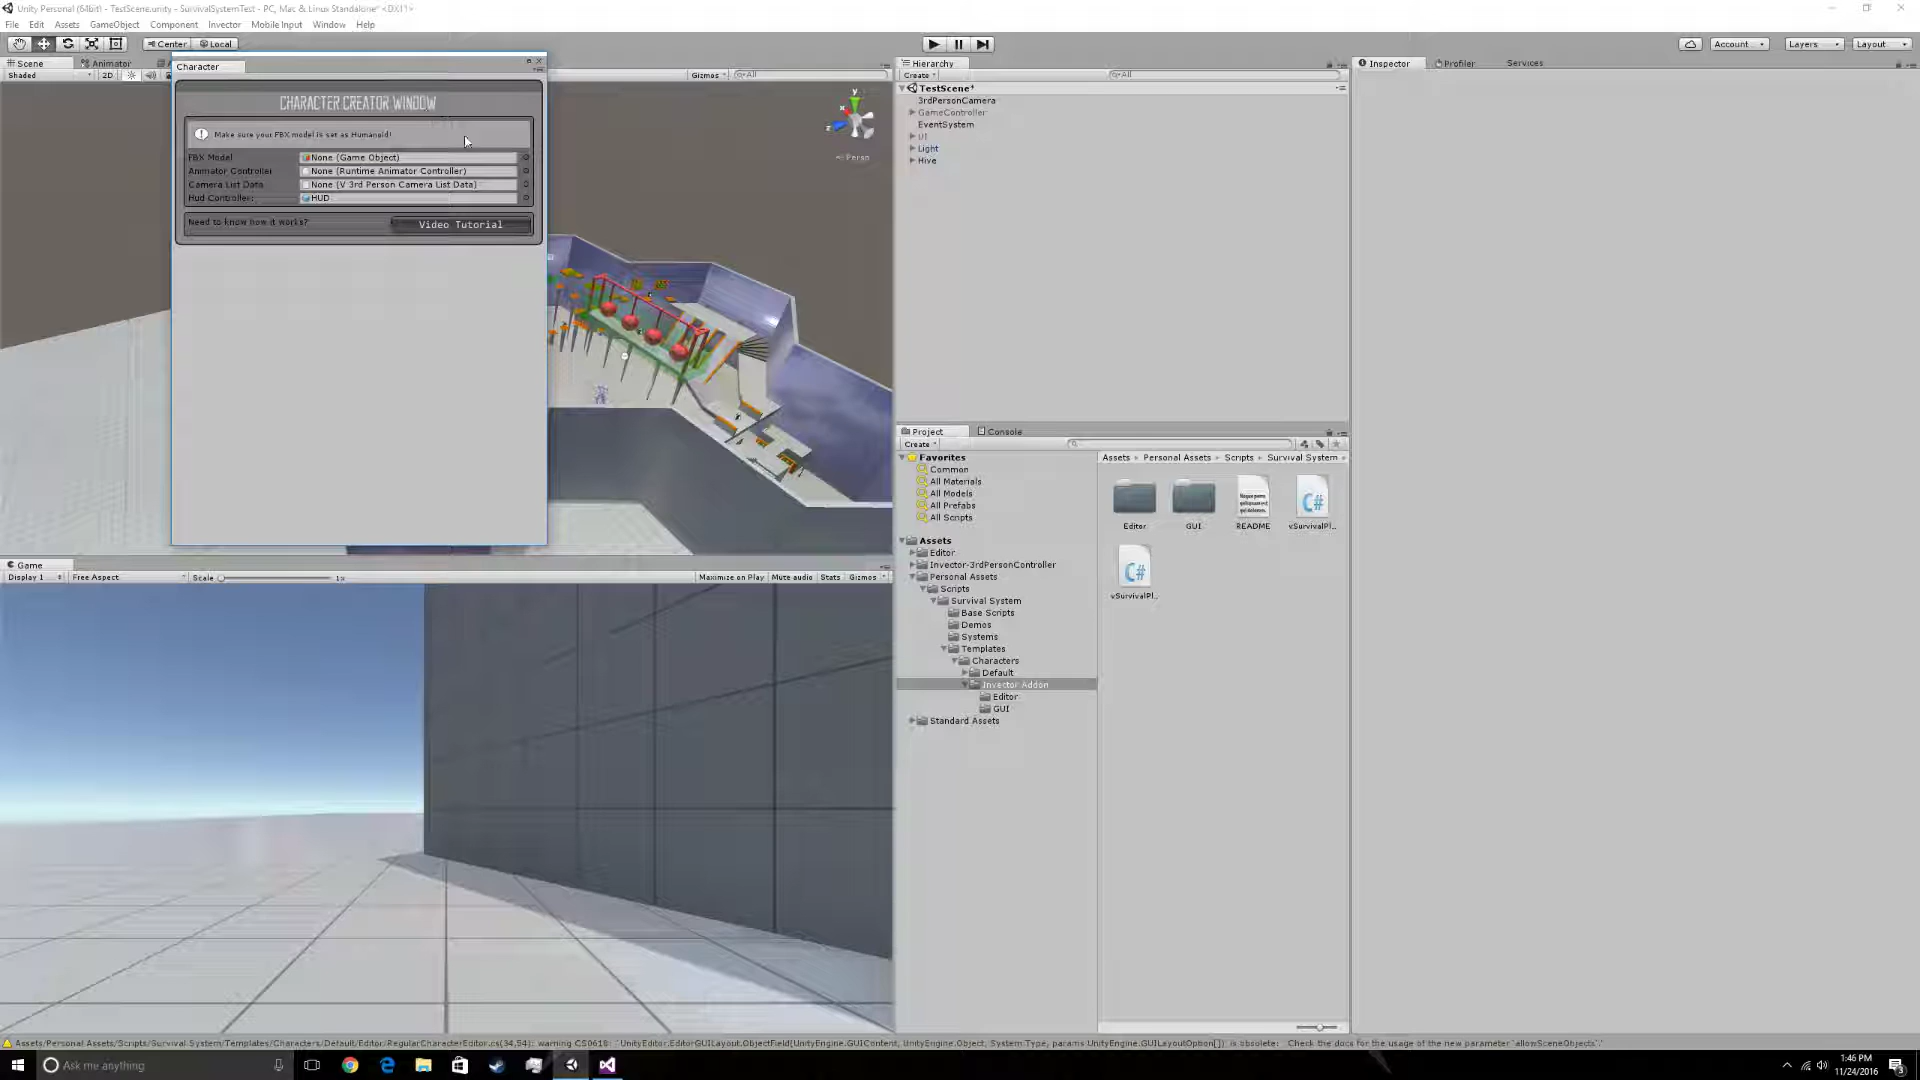 Unity Personal (64bit) - TestScene.unity - SurvivalSystemTest - PC, Mac & Linux Standalone* <DX11>
File Edit Assets GameObject Component Invector Mobile Input Window Help
Center Local
Account Layers Layout
Scene Animator
Shaded 2D
Gizmos All
Character
CHARACTER CREATOR WINDOW
Make sure your FBX model is set as Humanoid!
FBX Model None (Game Object)
Animator Controller None (Runtime Animator Controller)
Camera List Data None (V 3rd Person Camera List Data)
Hud Controller: HUD
Need to know how it works? Video Tutorial
y
x
z
Persp
Hierarchy
Create All
TestScene*
3rdPersonCamera
GameController
EventSystem
UI
Light
Hive
Inspector Profiler Services
Project Console
Create
Favorites
Common
All Materials
All Models
All Prefabs
All Scripts
Assets
Editor
Invector-3rdPersonController
Personal Assets
Scripts
Survival System
Base Scripts
Demos
Systems
Templates
Characters
Default
Invector Addon
Editor
GUI
Standard Assets
Assets Personal Assets Scripts Survival System
Editor GUI README vSurvivalPl...
C#
C#
vSurvivalPl...
Game
Display 1 Free Aspect Scale 1x Maximize on Play Mute audio Stats Gizmos
Assets/Personal Assets/Scripts/Survival System/Templates/Characters/Default/Editor/RegularCharacterEditor.cs(34,54): warning CS0618: `UnityEditor.EditorGUILayout.ObjectField(UnityEngine.GUIContent, UnityEngine.Object, System.Type, params UnityEngine.GUILayoutOption[])' is obsolete: `Check the docs for the usage of the new parameter 'allowSceneObjects'.'
Ask me anything
1:46 PM
11/24/2016
3